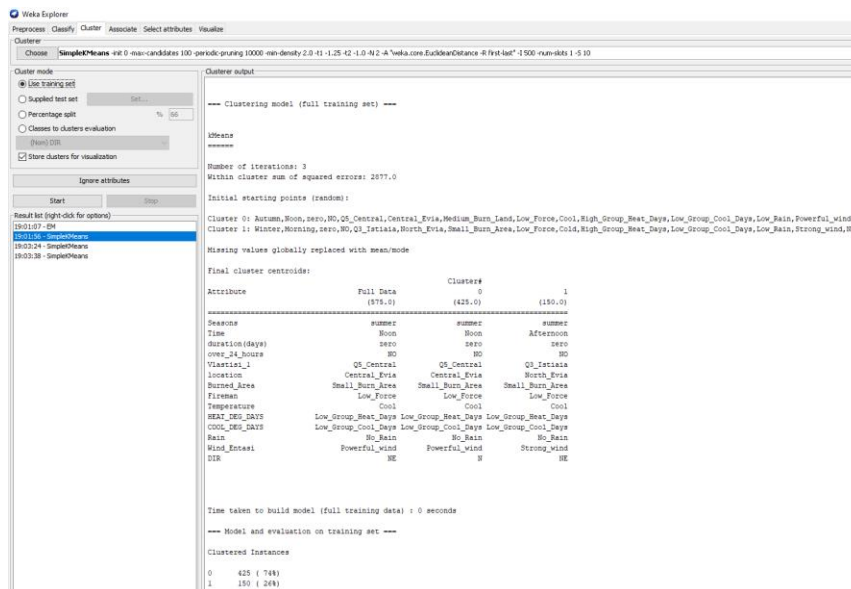 Weka Explorer
Preprocess Classify Cluster Associate Select attributes Visualize
Clusterer
Choose SimpleKMeans -init 0 -max-candidates 100 -periodic-pruning 10000 -min-density 2.0 -t1 -1.25 -t2 -1.0 -N 2 -A "weka.core.EuclideanDistance -R first-last" -I 500 -num-slots 1 -S 10
Cluster mode
Use training set
Supplied test set Set...
Percentage split % 66
Classes to clusters evaluation
(Nom) DIR
Store clusters for visualization
Ignore attributes
Start Stop
Result list (right-click for options)
19:01:07 - EM
19:01:56 - SimpleKMeans
19:03:24 - SimpleKMeans
19:03:38 - SimpleKMeans
Clusterer output
=== Clustering model (full training set) ===
kMeans
======
Number of iterations: 3
Within cluster sum of squared errors: 2877.0
Initial starting points (random):
Cluster 0: Autumn,Noon,zero,NO,Q5_Central,Central_Evia,Medium_Burn_Land,Low_Force,Cool,High_Group_Heat_Days,Low_Group_Cool_Days,Low_Rain,Powerful_wind
Cluster 1: Winter,Morning,zero,NO,Q3_Istiaia,North_Evia,Small_Burn_Area,Low_Force,Cold,High_Group_Heat_Days,Low_Group_Cool_Days,Low_Rain,Strong_wind,N
Missing values globally replaced with mean/mode
Final cluster centroids:
Cluster#
Attribute Full Data 0 1
(575.0) (425.0) (150.0)
==========================================================================
Seasons summer summer summer
Time Noon Noon Afternoon
duration(days) zero zero zero
over_24_hours NO NO NO
Vlastisi_1 Q5_Central Q5_Central Q3_Istiaia
location Central_Evia Central_Evia North_Evia
Burned_Area Small_Burn_Area Small_Burn_Area Small_Burn_Area
Fireman Low_Force Low_Force Low_Force
Temperature Cool Cool Cool
HEAT_DEG_DAYS Low_Group_Heat_Days Low_Group_Heat_Days Low_Group_Heat_Days
COOL_DEG_DAYS Low_Group_Cool_Days Low_Group_Cool_Days Low_Group_Cool_Days
Rain No_Rain No_Rain No_Rain
Wind_Entasi Powerful_wind Powerful_wind Strong_wind
DIR NE N NE
Time taken to build model (full training data) : 0 seconds
=== Model and evaluation on training set ===
Clustered Instances
0 425 ( 74%)
1 150 ( 26%)